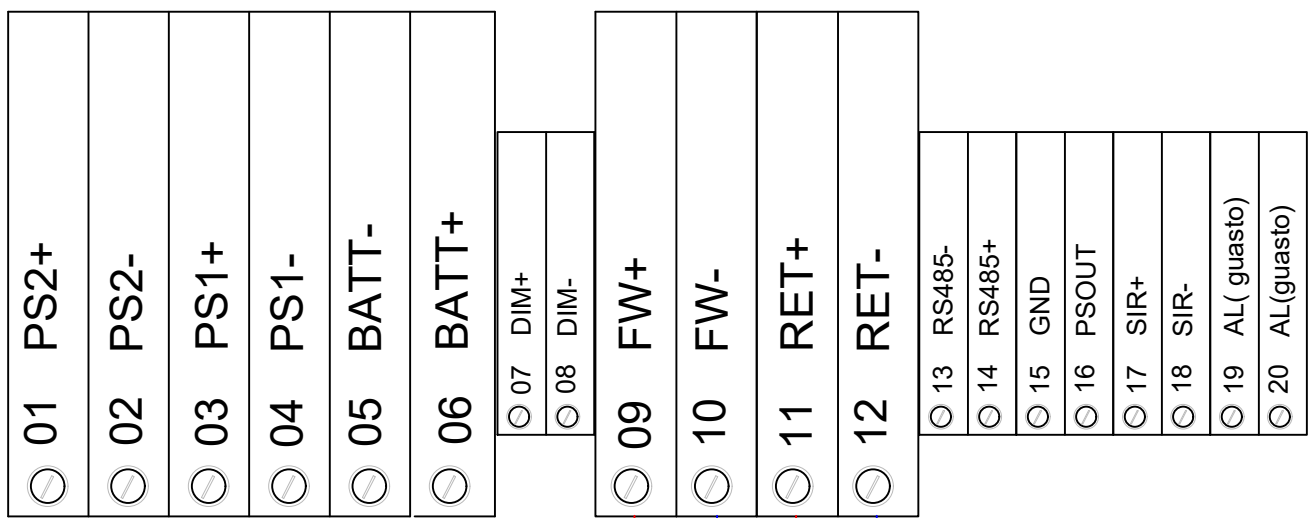 01 PS2+
02 PS2-
03 PS1+
04 PS1-
05 BATT-
06 BATT+
07 DIM+
08 DIM-
09 FW+
10 FW-
11 RET+
12 RET-
13 RS485-
14 RS485+
15 GND
16 PSOUT
17 SIR+
18 SIR-
19 AL( guasto)
20 AL(guasto)